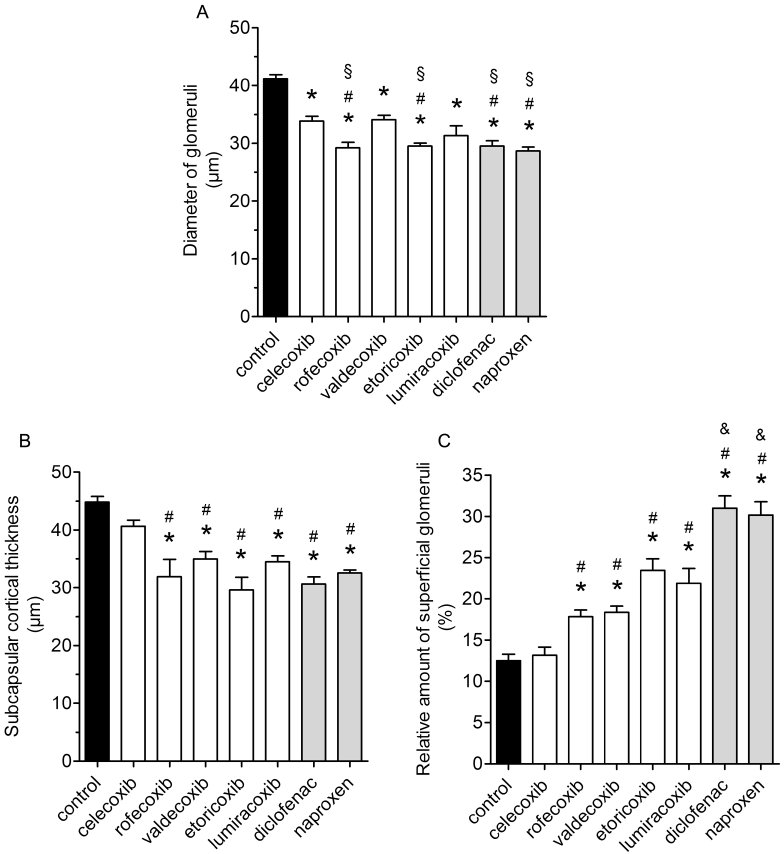 A
Diameter of glomeruli
(µm)
50
40
30
20
10
0
*
§
#
*
*
§
#
*
*
§
#
*
§
#
*
control
celecoxib
rofecoxib
valdecoxib
etoricoxib
lumiracoxib
diclofenac
naproxen
B
Subcapsular cortical thickness
(µm)
50
40
30
20
10
0
#
*
#
*
#
*
#
*
#
*
#
*
control
celecoxib
rofecoxib
valdecoxib
etoricoxib
lumiracoxib
diclofenac
naproxen
C
Relative amount of superficial glomeruli
(%)
35
30
25
20
15
10
5
0
#
*
#
*
#
*
#
*
&
#
*
&
#
*
control
celecoxib
rofecoxib
valdecoxib
etoricoxib
lumiracoxib
diclofenac
naproxen